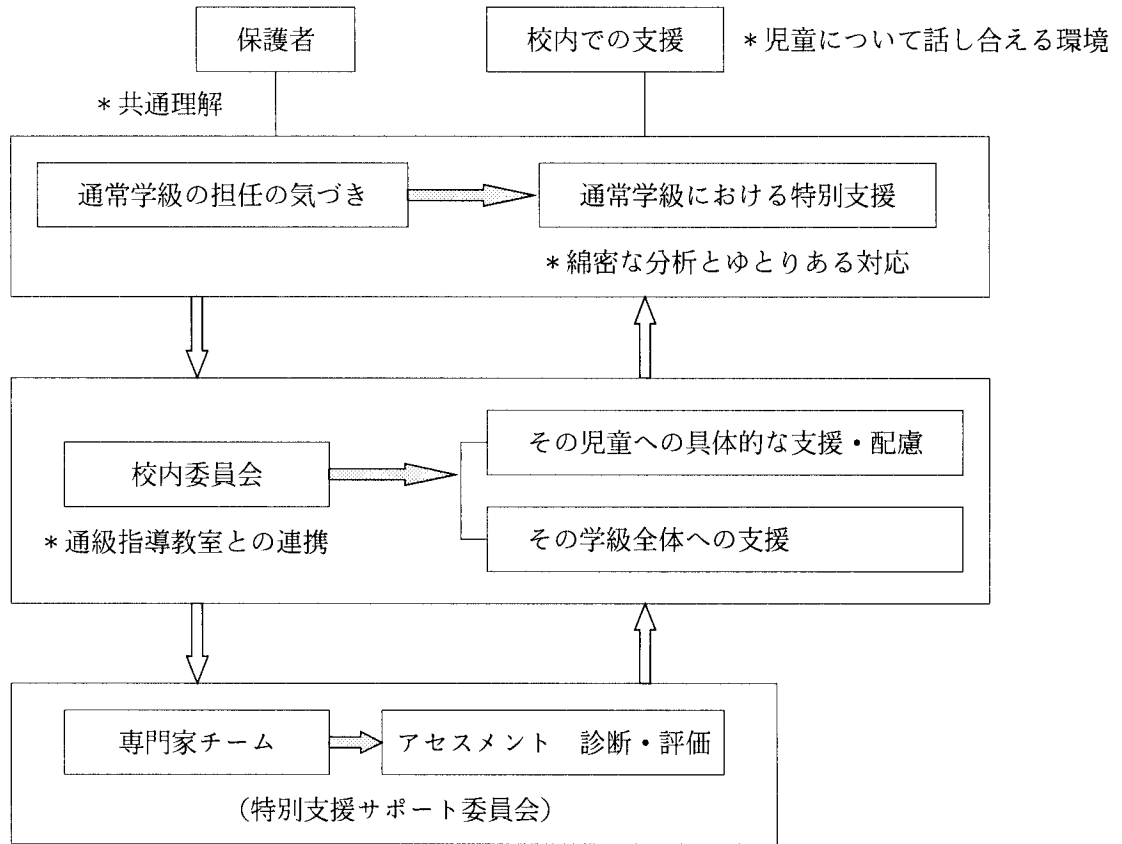 保護者
校内での支援
＊児童について話し合える環境
＊共通理解
通常学級の担任の気づき
通常学級における特別支援
＊綿密な分析とゆとりある対応
その児童への具体的な支援・配慮
校内委員会
その学級全体への支援
＊通級指導教室との連携
専門家チーム
アセスメント　診断・評価
（特別支援サポート委員会）